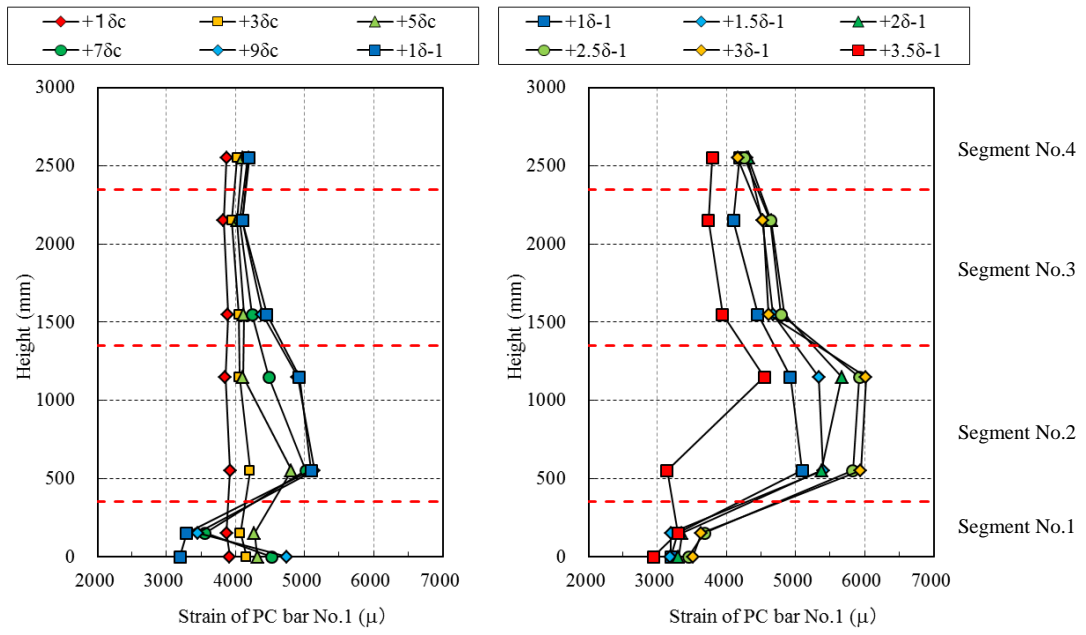 +1δc +3δc +5δc
+7δc +9δc +1δ-1
+1δ-1 +1.5δ-1 +2δ-1
+2.5δ-1 +3δ-1 +3.5δ-1
3000
2500
2000
1500
1000
500
0
Height (mm)
2000 3000 4000 5000 6000 7000
Strain of PC bar No.1 (μ)
3000
2500
2000
1500
1000
500
0
Height (mm)
2000 3000 4000 5000 6000 7000
Strain of PC bar No.1 (μ)
Segment No.4
Segment No.3
Segment No.2
Segment No.1